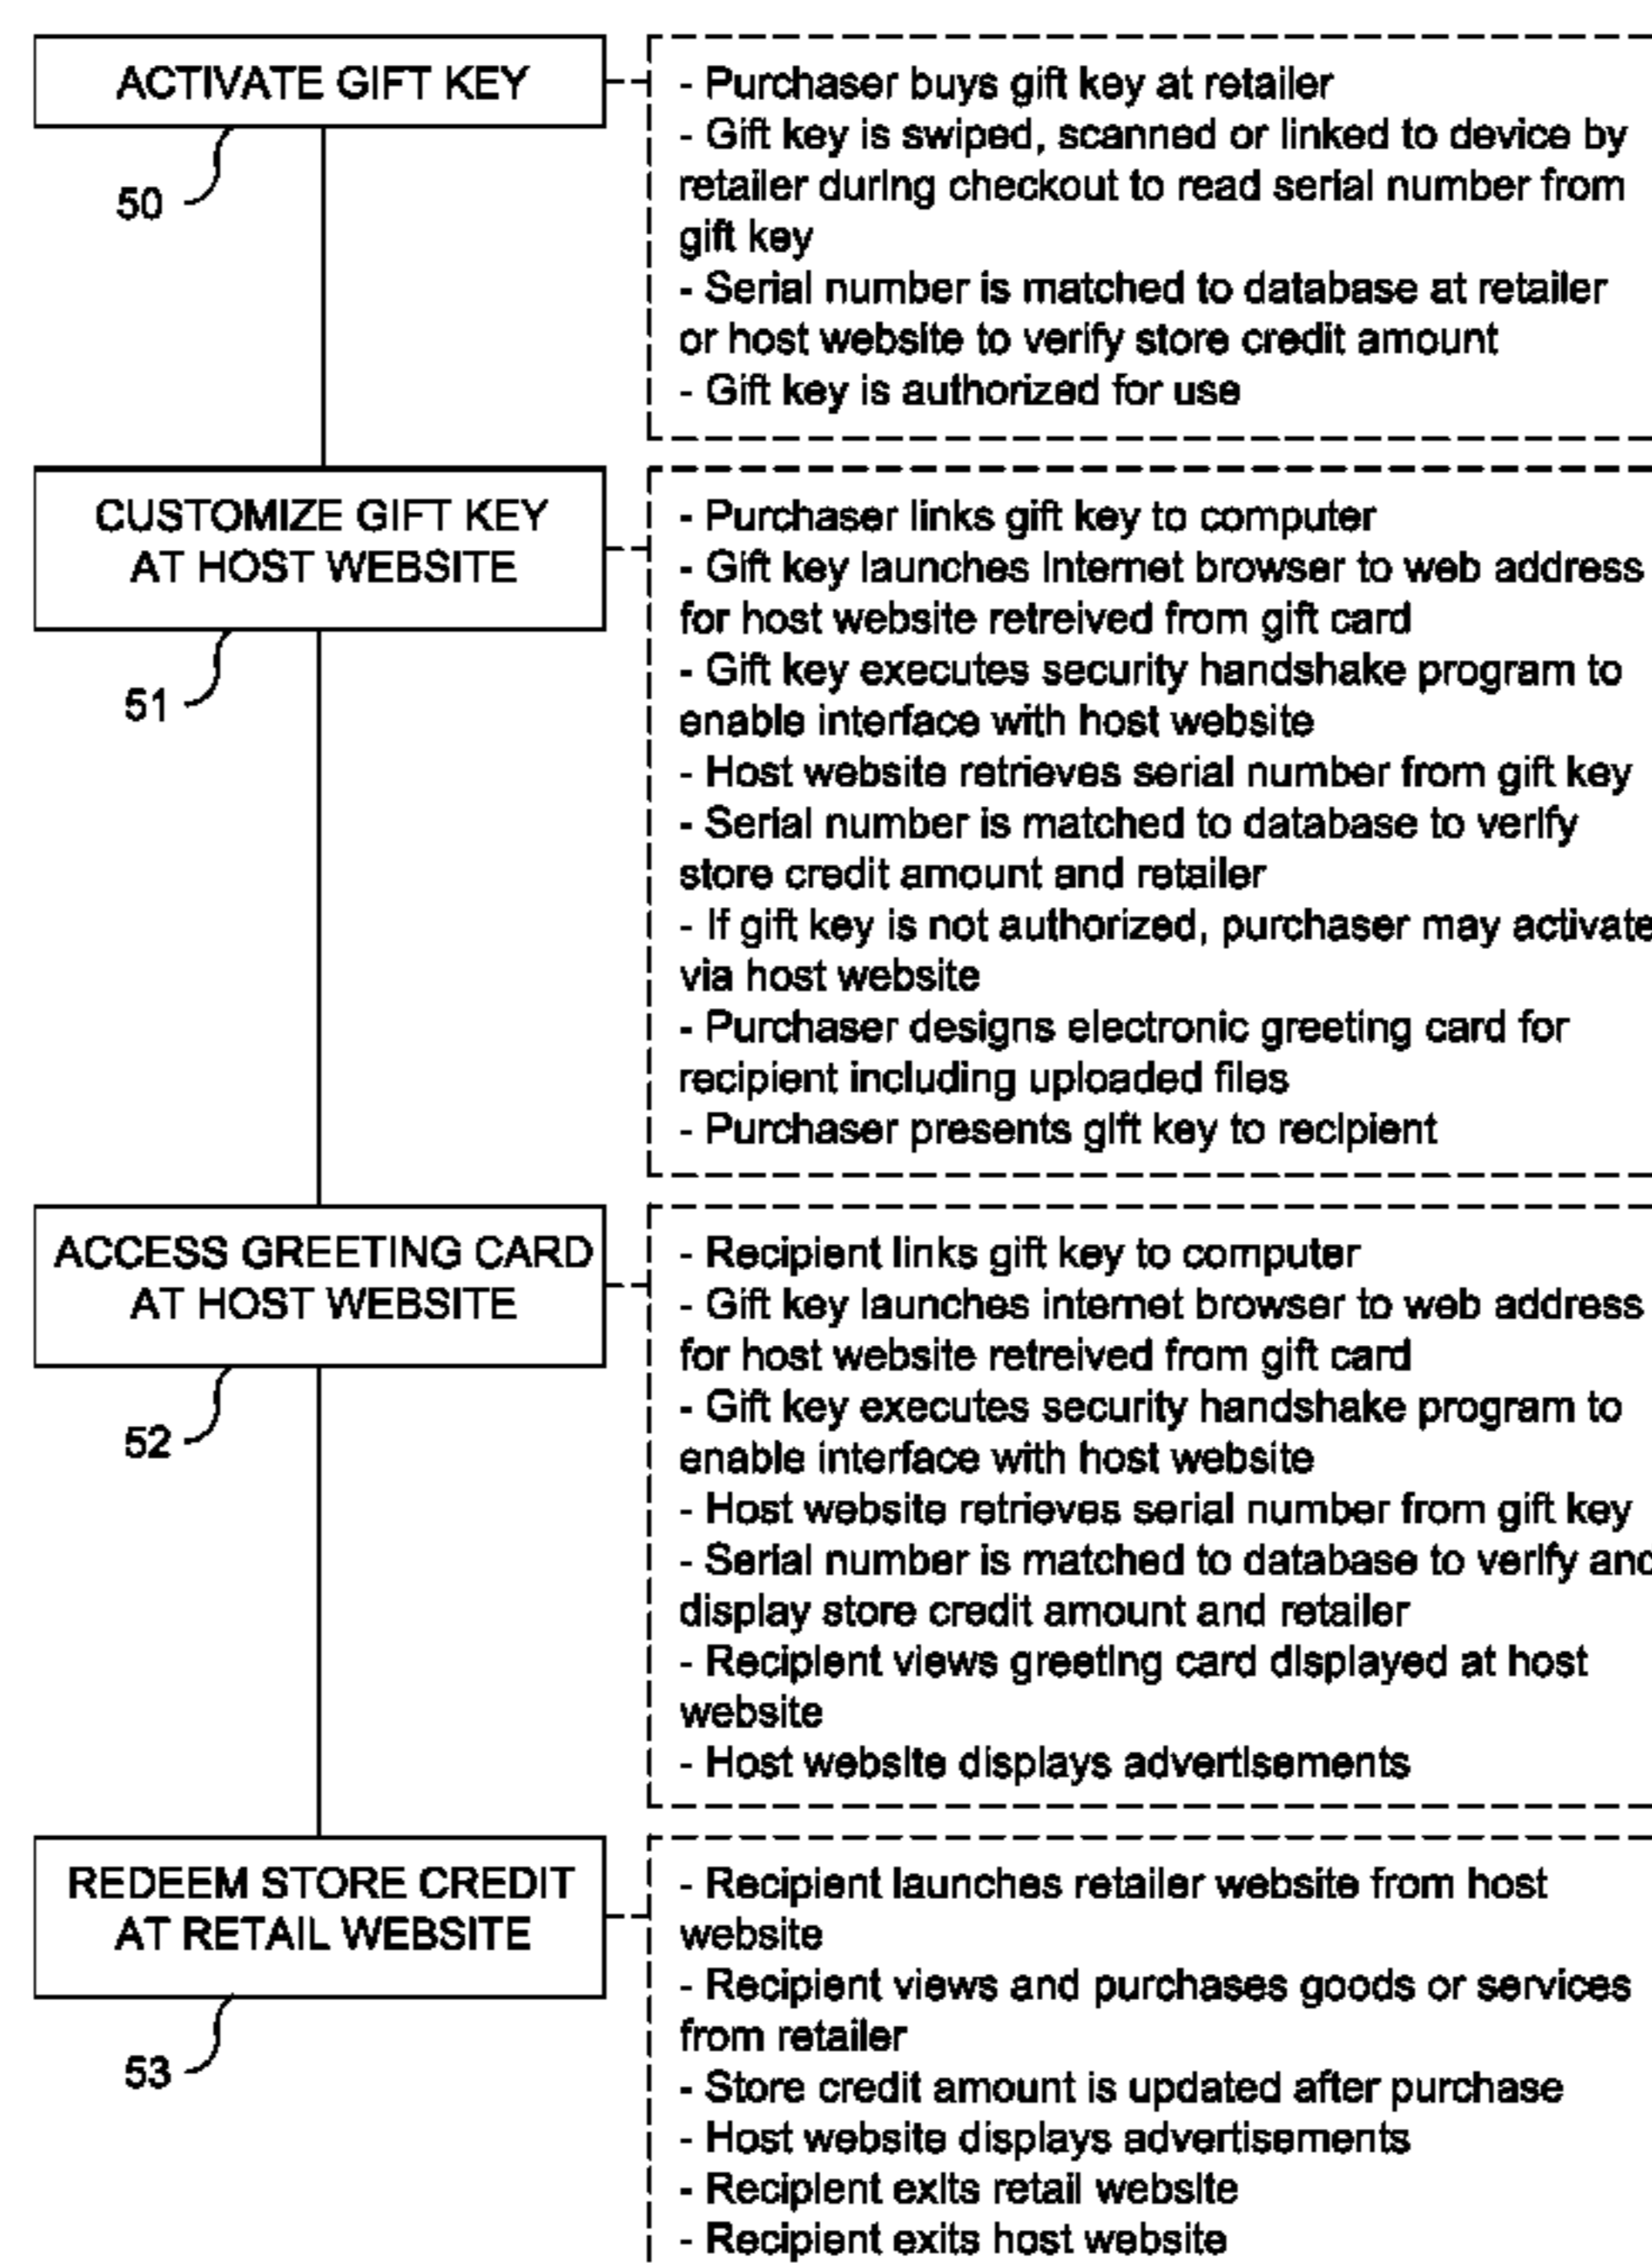 ACTIVATE GIFT KEY
50
- Purchaser buys gift key at retailer
- Gift key is swiped, scanned or linked to device by
retailer during checkout to read serial number from
gift key
- Serial number is matched to database at retailer
or host website to verify store credit amount
- Gift key is authorized for use
CUSTOMIZE GIFT KEY
AT HOST WEBSITE
51
- Purchaser links gift key to computer
- Gift key launches internet browser to web address
for host website retreived from gift card
- Gift key executes security handshake program to
enable interface with host website
- Host website retrieves serial number from gift key
- Serial number is matched to database to verify
store credit amount and retailer
- If gift key is not authorized, purchaser may activate
via host website
- Purchaser designs electronic greeting card for
recipient including uploaded files
- Purchaser presents gift key to recipient
ACCESS GREETING CARD
AT HOST WEBSITE
52
- Recipient links gift key to computer
- Gift key launches internet browser to web address
for host website retreived from gift card
- Gift key executes security handshake program to
enable interface with host website
- Host website retrieves serial number from gift key
- Serial number is matched to database to verify and
display store credit amount and retailer
- Recipient views greeting card displayed at host
website
- Host website displays advertisements
REDEEM STORE CREDIT
AT RETAIL WEBSITE
53
- Recipient launches retailer website from host
website
- Recipient views and purchases goods or services
from retailer
- Store credit amount is updated after purchase
- Host website displays advertisements
- Recipient exits retail website
- Recipient exits host website